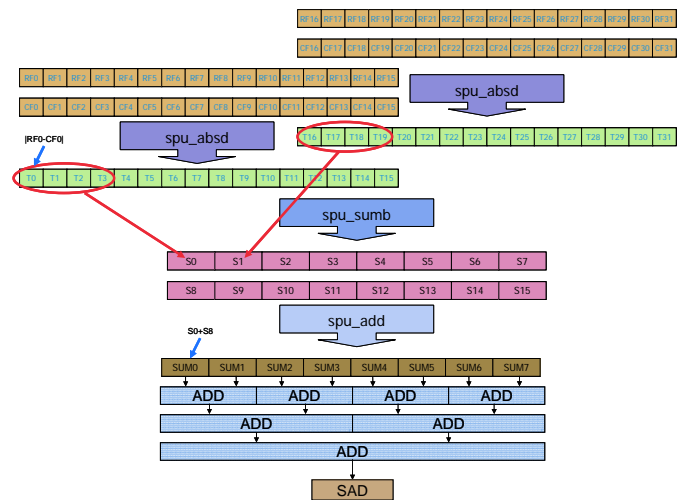 RF16 RF17 RF18 RF19 RF20 RF21 RF22 RF23 RF24 RF25 RF26 RF27 RF28 RF29 RF30 RF31
CF16 CF17 CF18 CF19 CF20 CF21 CF22 CF23 CF24 CF25 CF26 CF27 CF28 CF29 CF30 CF31
RF0 RF1 RF2 RF3 RF4 RF5 RF6 RF7 RF8 RF9 RF10 RF11 RF12 RF13 RF14 RF15
spu_absd
CF0 CF1 CF2 CF3 CF4 CF5 CF6 CF7 CF8 CF9 CF10 CF11 CF12 CF13 CF14 CF15
|RF0-CF0|
spu_absd
T16 T17 T18 T19 T20 T21 T22 T23 T24 T25 T26 T27 T28 T29 T30 T31
T0 T1 T2 T3 T4 T5 T6 T7 T8 T9 T10 T11 T12 T13 T14 T15
spu_sumb
S0 S1 S2 S3 S4 S5 S6 S7
S8 S9 S10 S11 S12 S13 S14 S15
spu_add
S0+S8
SUM0 SUM1 SUM2 SUM3 SUM4 SUM5 SUM6 SUM7
ADD ADD ADD ADD
ADD ADD
ADD
SAD